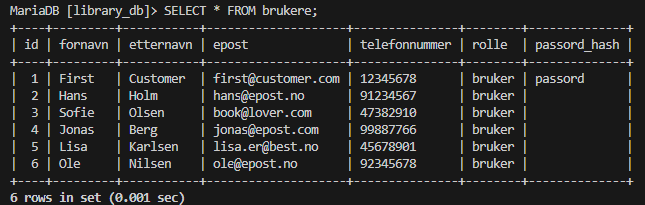 MariaDB [library_db]> SELECT * FROM brukere;
+----+---------+-----------+--------------------+---------------+--------+--------------+
| id | fornavn | etternavn | epost              | telefonnummer | rolle  | passord_hash |
+----+---------+-----------+--------------------+---------------+--------+--------------+
|  1 | First   | Customer  | first@customer.com | 12345678      | bruker | passord      |
|  2 | Hans    | Holm      | hans@epost.no      | 91234567      | bruker |              |
|  3 | Sofie   | Olsen     | book@lover.com     | 47382910      | bruker |              |
|  4 | Jonas   | Berg      | jonas@epost.com    | 99887766      | bruker |              |
|  5 | Lisa    | Karlsen   | lisa.er@best.no    | 45678901      | bruker |              |
|  6 | Ole     | Nilsen    | ole@epost.no       | 92345678      | bruker |              |
+----+---------+-----------+--------------------+---------------+--------+--------------+
6 rows in set (0.001 sec)